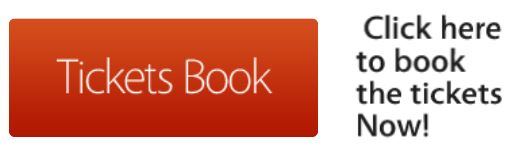 Tickets Book
Click here
to book
the tickets
Now!